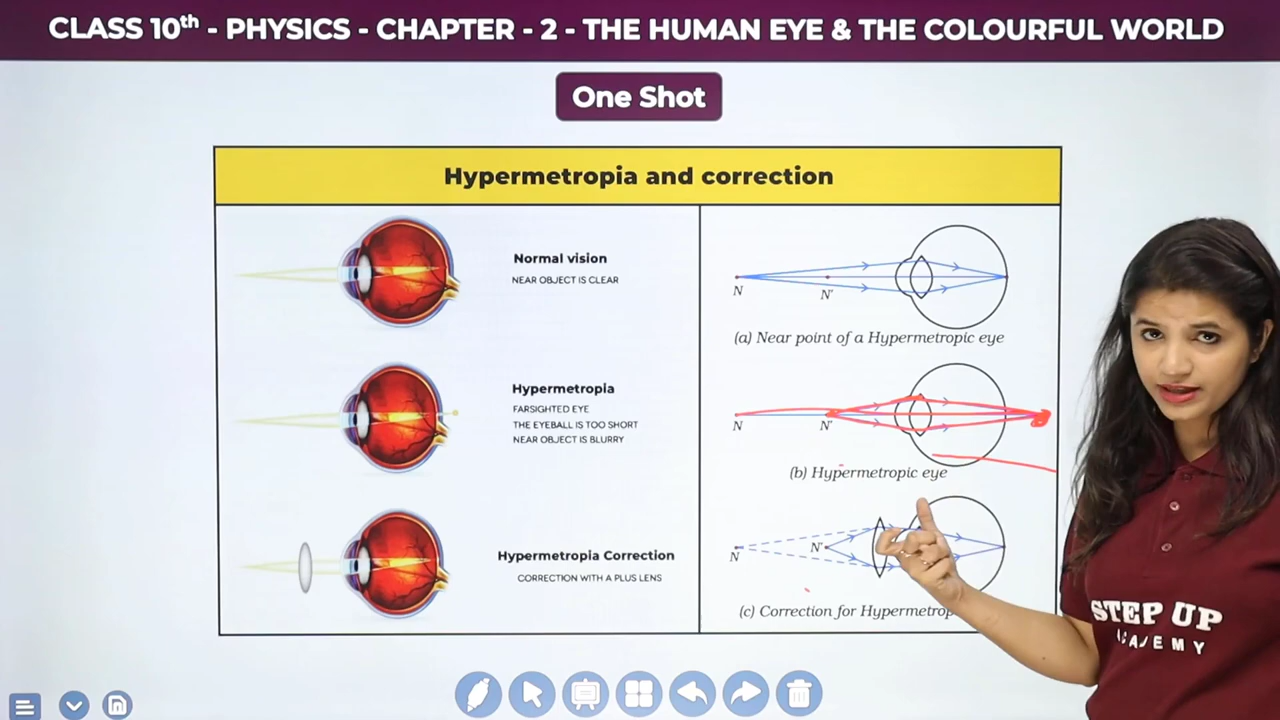 CLASS 10th - PHYSICS - CHAPTER - 2 - THE HUMAN EYE & THE COLOURFUL WORLD
One Shot
Hypermetropia and correction
Normal vision
NEAR OBJECT IS CLEAR
N
N'
(a) Near point of a Hypermetropic eye
Hypermetropia
FARSIGHTED EYE
THE EYEBALL IS TOO SHORT
NEAR OBJECT IS BLURRY
N
N'
(b) Hypermetropic eye
Hypermetropia Correction
CORRECTION WITH A PLUS LENS
N
N'
(c) Correction for Hypermetrop
STEP UP
ACADEMY